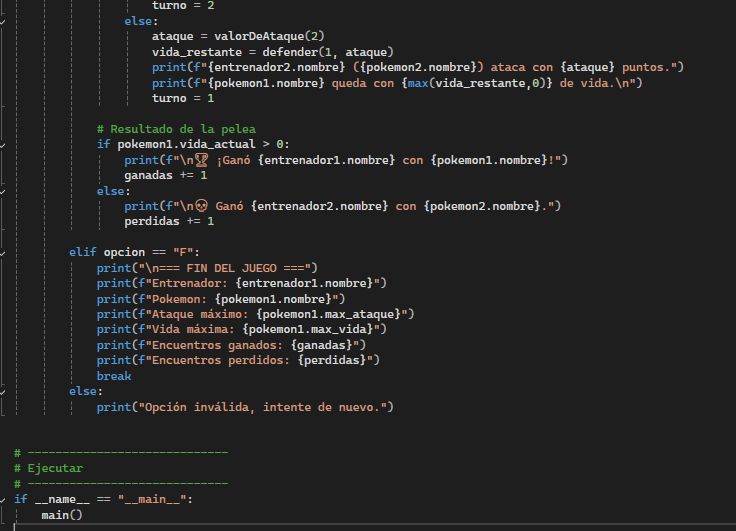 turno = 2
else:
ataque = valorDeAtaque(2)
vida_restante = defender(1, ataque)
print(f"{entrenador2.nombre} ({pokemon2.nombre}) ataca con {ataque} puntos.")
print(f"{pokemon1.nombre} queda con {max(vida_restante,0)} de vida.\n")
turno = 1
# Resultado de la pelea
if pokemon1.vida_actual > 0:
print(f"\n🏆 ¡Ganó {entrenador1.nombre} con {pokemon1.nombre}!")
ganadas += 1
else:
print(f"\n💀 Ganó {entrenador2.nombre} con {pokemon2.nombre}.")
perdidas += 1
elif opcion == "F":
print("\n=== FIN DEL JUEGO ===")
print(f"Entrenador: {entrenador1.nombre}")
print(f"Pokemon: {pokemon1.nombre}")
print(f"Ataque máximo: {pokemon1.max_ataque}")
print(f"Vida máxima: {pokemon1.max_vida}")
print(f"Encuentros ganados: {ganadas}")
print(f"Encuentros perdidos: {perdidas}")
break
else:
print("Opción inválida, intente de nuevo.")
# -----------------------------
# Ejecutar
# -----------------------------
if __name__ == "__main__":
main()